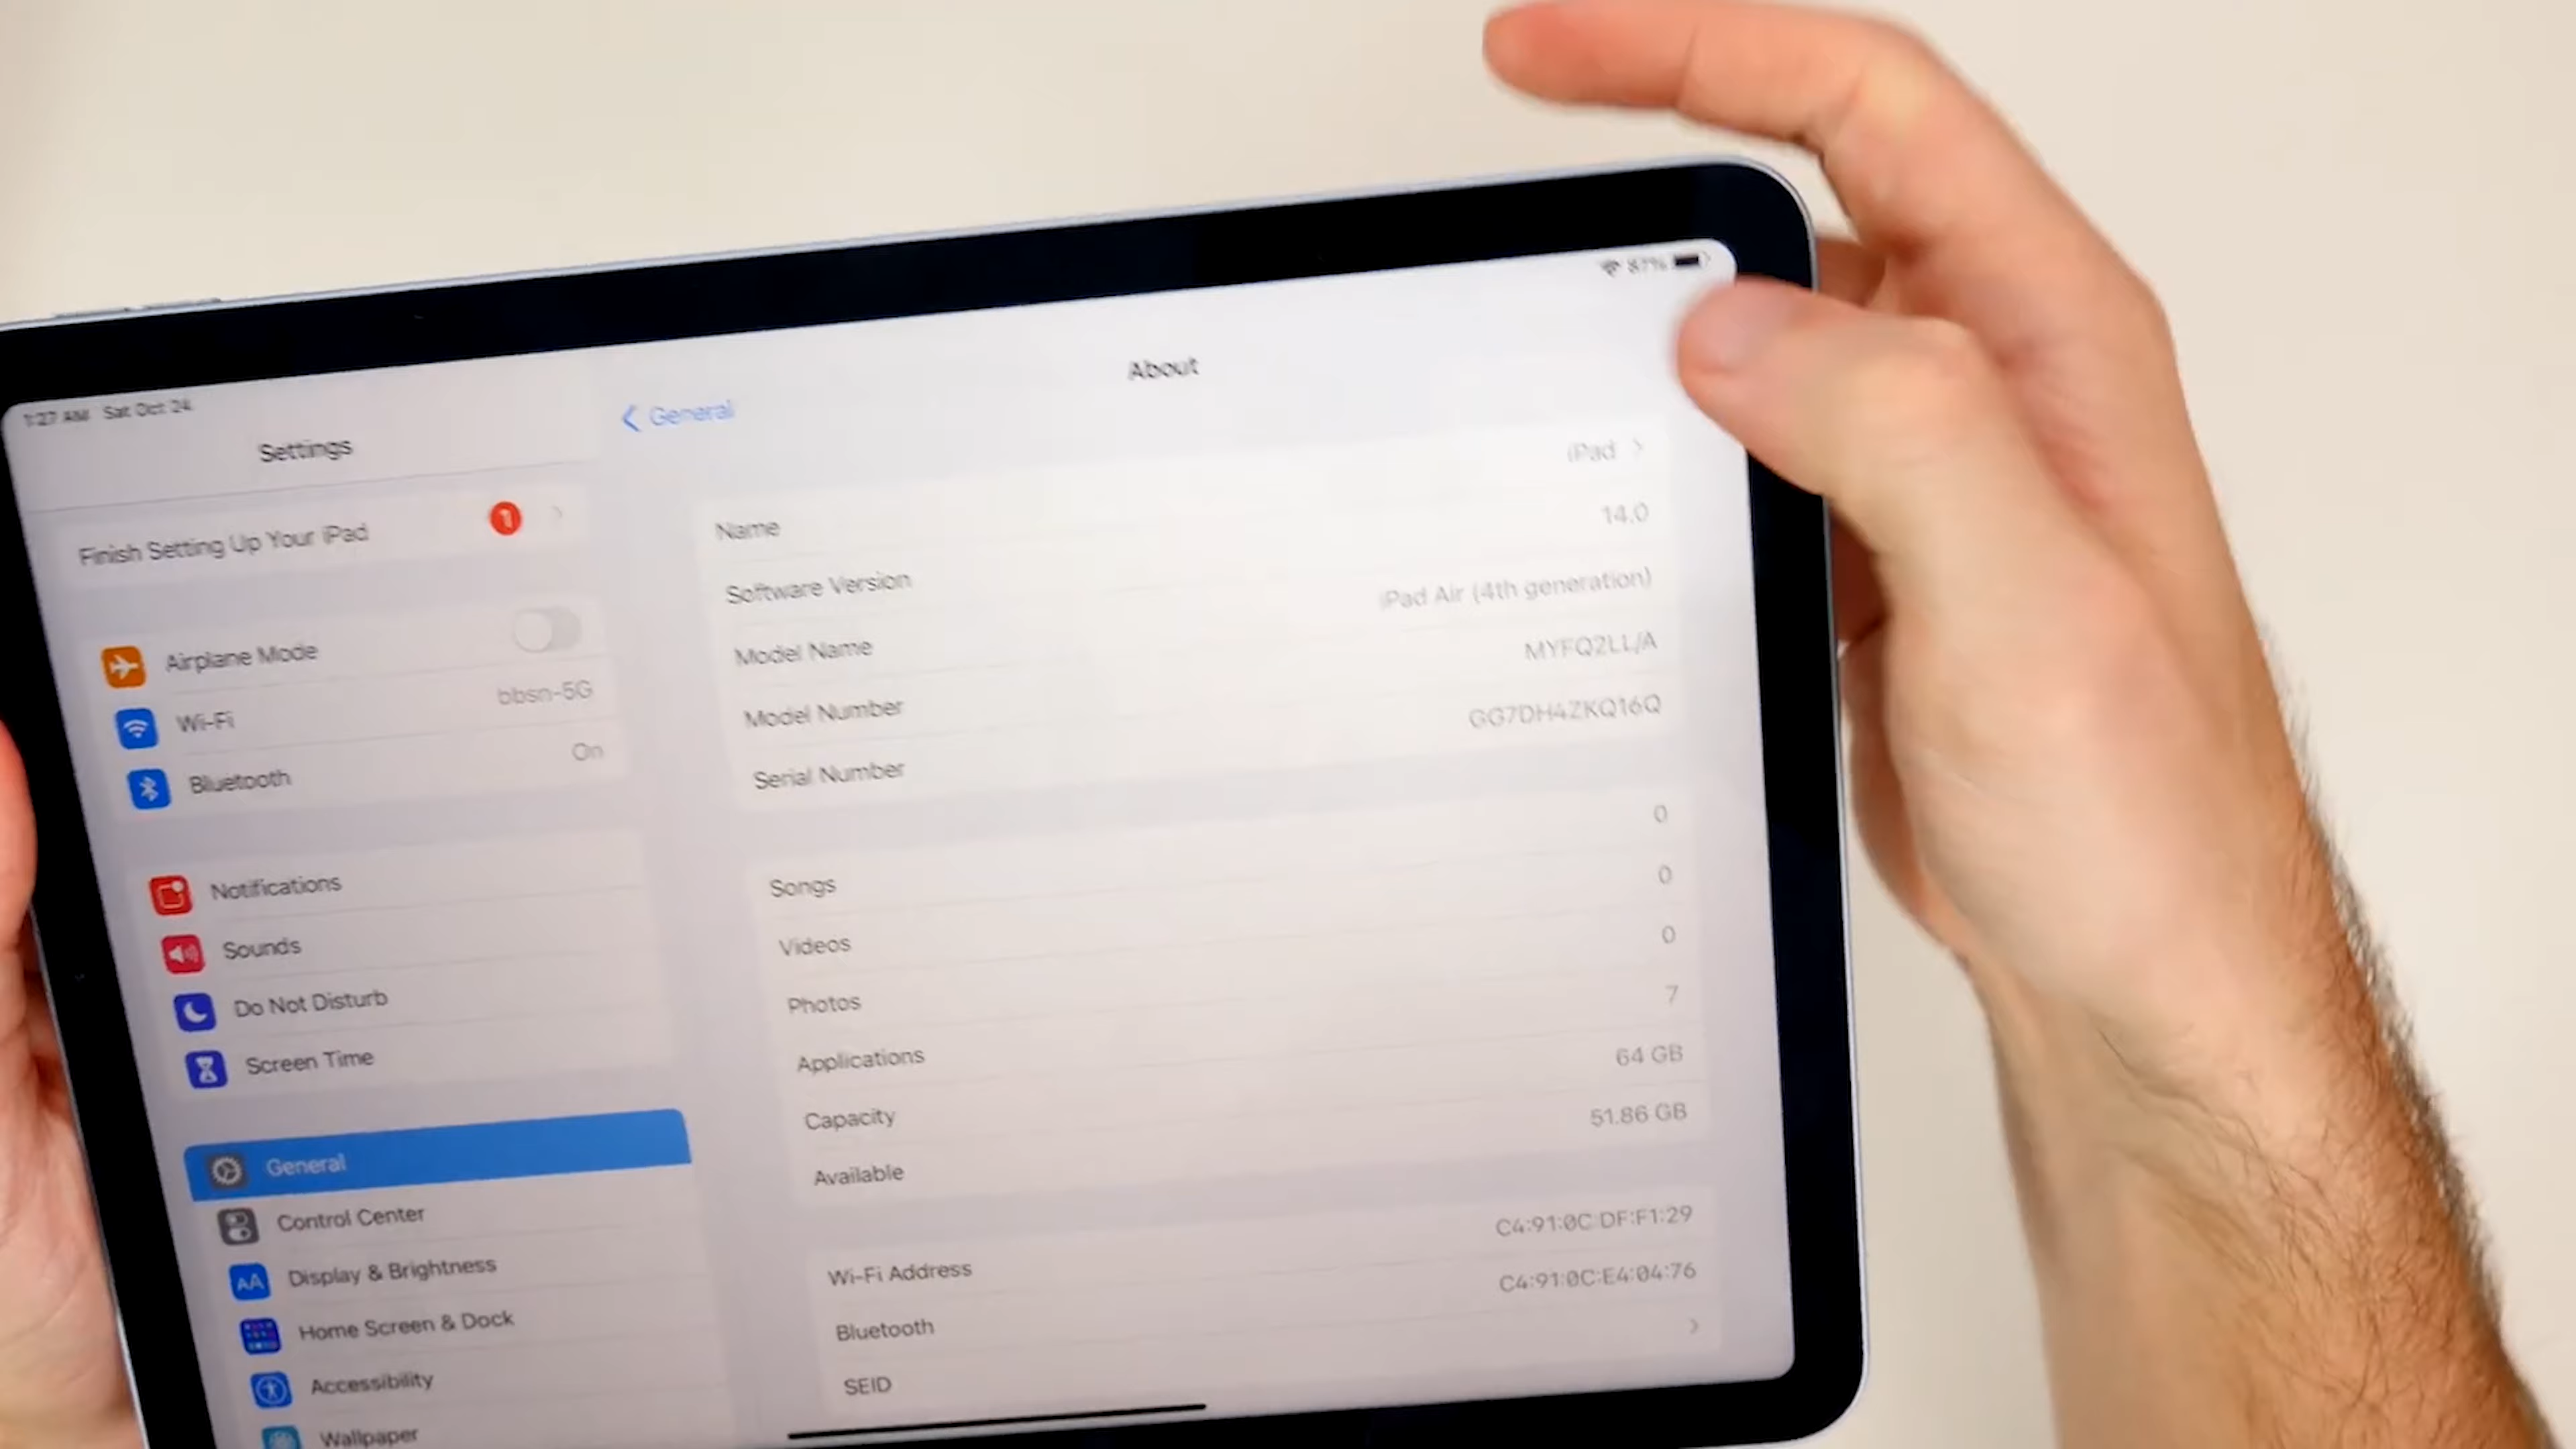 1:27 AM Sat Oct 24
87%
Settings
Finish Setting Up Your iPad 1
Airplane Mode
Wi-Fi bbsn-5G
Bluetooth On
Notifications
Sounds
Do Not Disturb
Screen Time
General
Control Center
AA Display & Brightness
Home Screen & Dock
Accessibility
Wallpaper
General
About
Name iPad
Software Version 14.0
Model Name iPad Air (4th generation)
Model Number MYFQ2LL/A
Serial Number GG7DH4ZKQ16Q
Songs 0
Videos 0
Photos 0
Applications 7
Capacity 64 GB
Available 51.86 GB
Wi-Fi Address C4:91:0C:DF:F1:29
Bluetooth C4:91:0C:E4:04:76
SEID